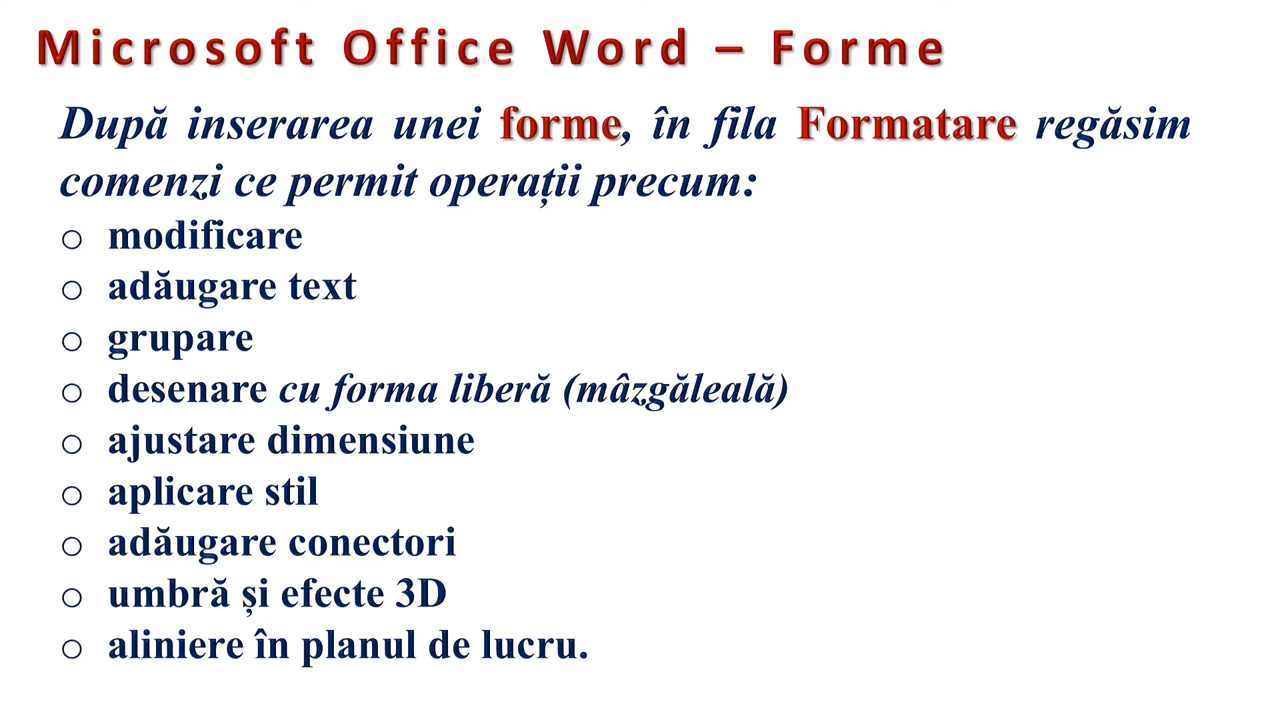 Microsoft Office Word – Forme
După inserarea unei forme, în fila Formatare regăsim
comenzi ce permit operații precum:
o modificare
o adăugare text
o grupare
o desenare cu forma liberă (mâzgăleală)
o ajustare dimensiune
o aplicare stil
o adăugare conectori
o umbră și efecte 3D
o aliniere în planul de lucru.